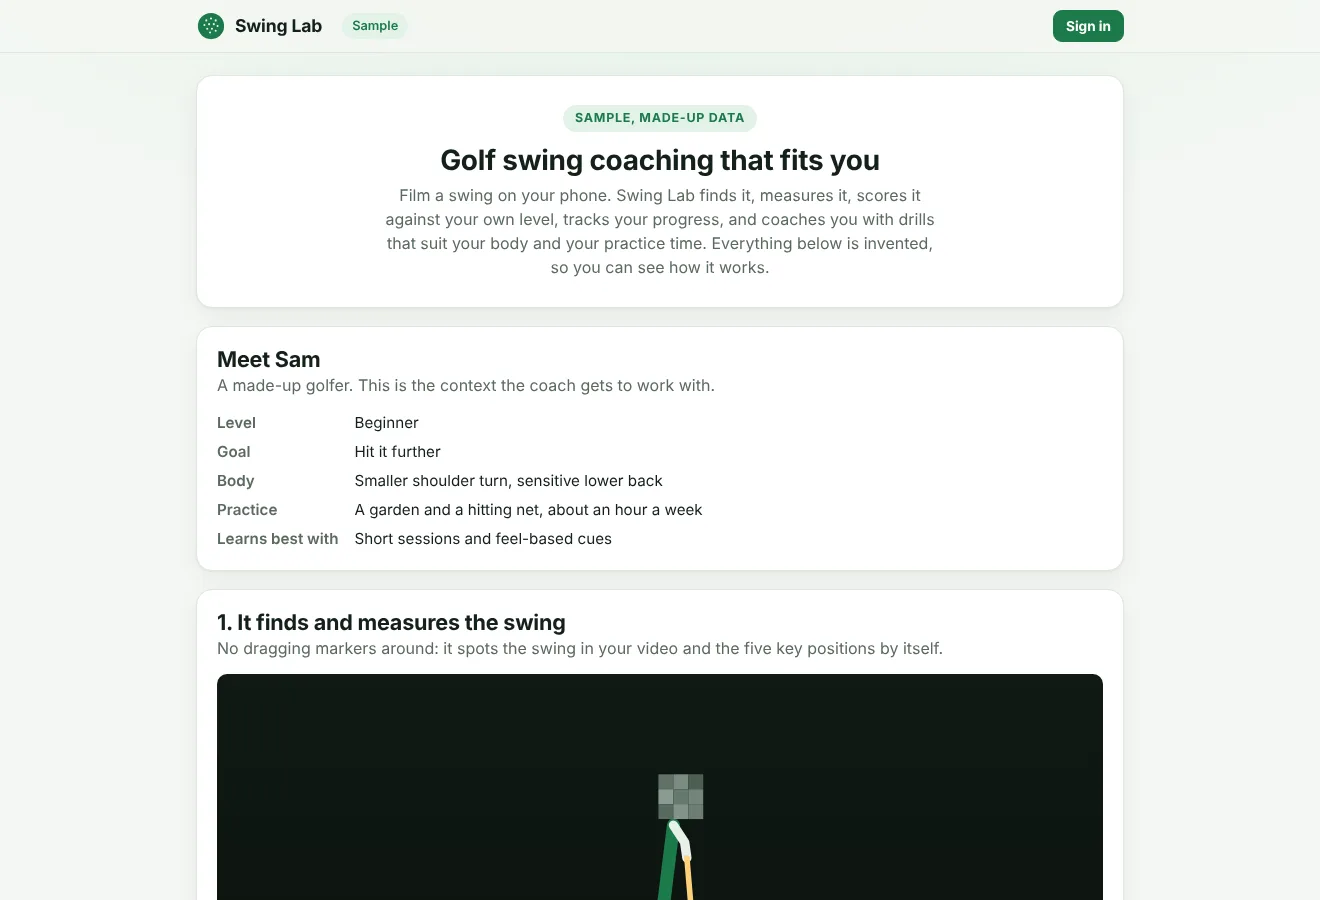 Swing Lab
Sample
Sign in
SAMPLE, MADE-UP DATA
Golf swing coaching that fits you
Film a swing on your phone. Swing Lab finds it, measures it, scores it
against your own level, tracks your progress, and coaches you with drills
that suit your body and your practice time. Everything below is invented,
so you can see how it works.
Meet Sam
A made-up golfer. This is the context the coach gets to work with.
Level Beginner
Goal Hit it further
Body Smaller shoulder turn, sensitive lower back
Practice A garden and a hitting net, about an hour a week
Learns best with Short sessions and feel-based cues
1. It finds and measures the swing
No dragging markers around: it spots the swing in your video and the five key positions by itself.